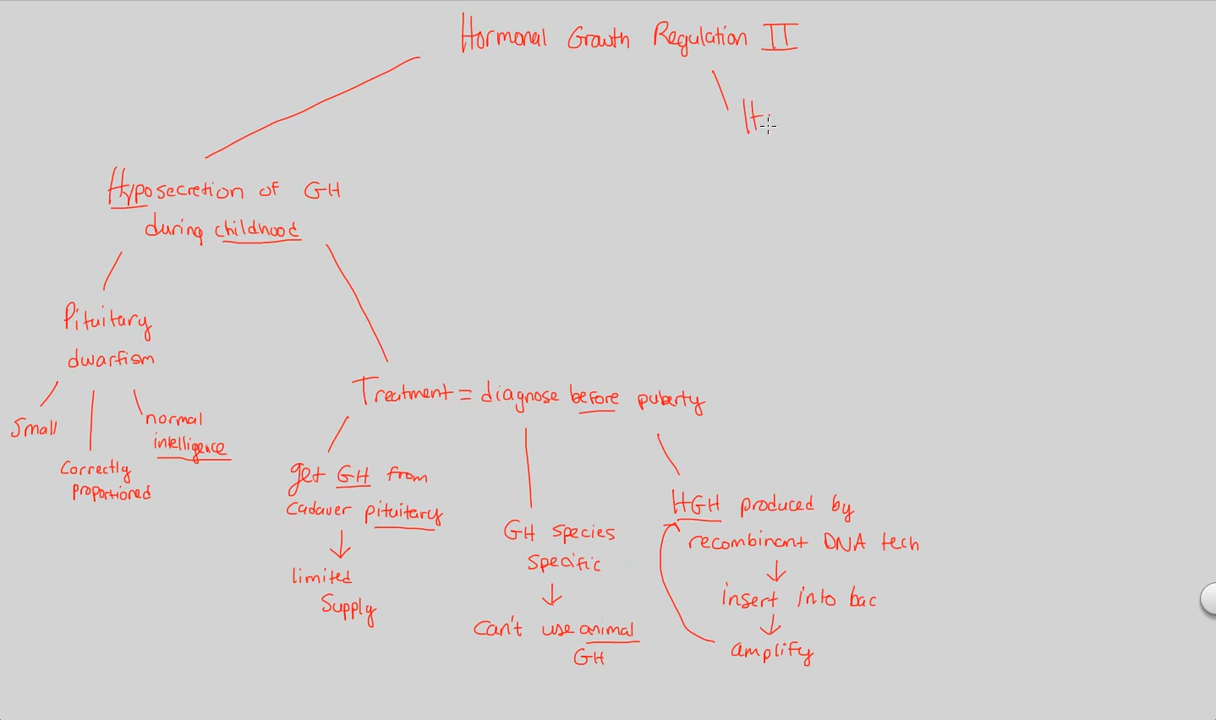 Hormonal Growth Regulation II
Hyposecretion of GH
during childhood
Pituitary
dwarfism
Small
Correctly
proportioned
normal
intelligence
Treatment = diagnose before puberty
get GH from
Cadaver pituitary
limited
Supply
GH species
specific
can't use animal
GH
HGH produced by
recombinant DNA tech
insert into bac
amplify